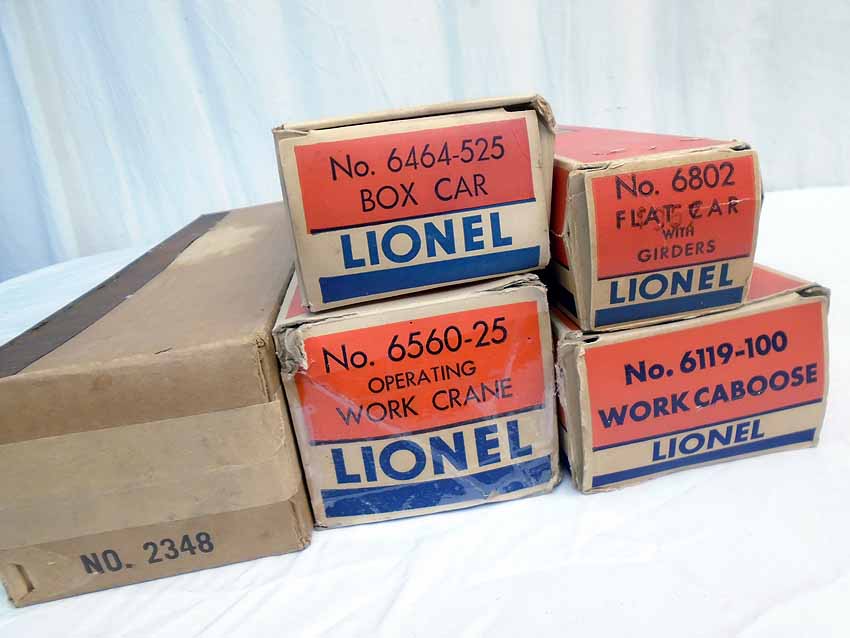 No. 6464-525
BOX CAR
LIONEL
No. 6802
FLAT CAR
WITH
GIRDERS
LIONEL
No. 6560-25
OPERATING
WORK CRANE
LIONEL
No. 6119-100
WORK CABOOSE
LIONEL
NO. 2348